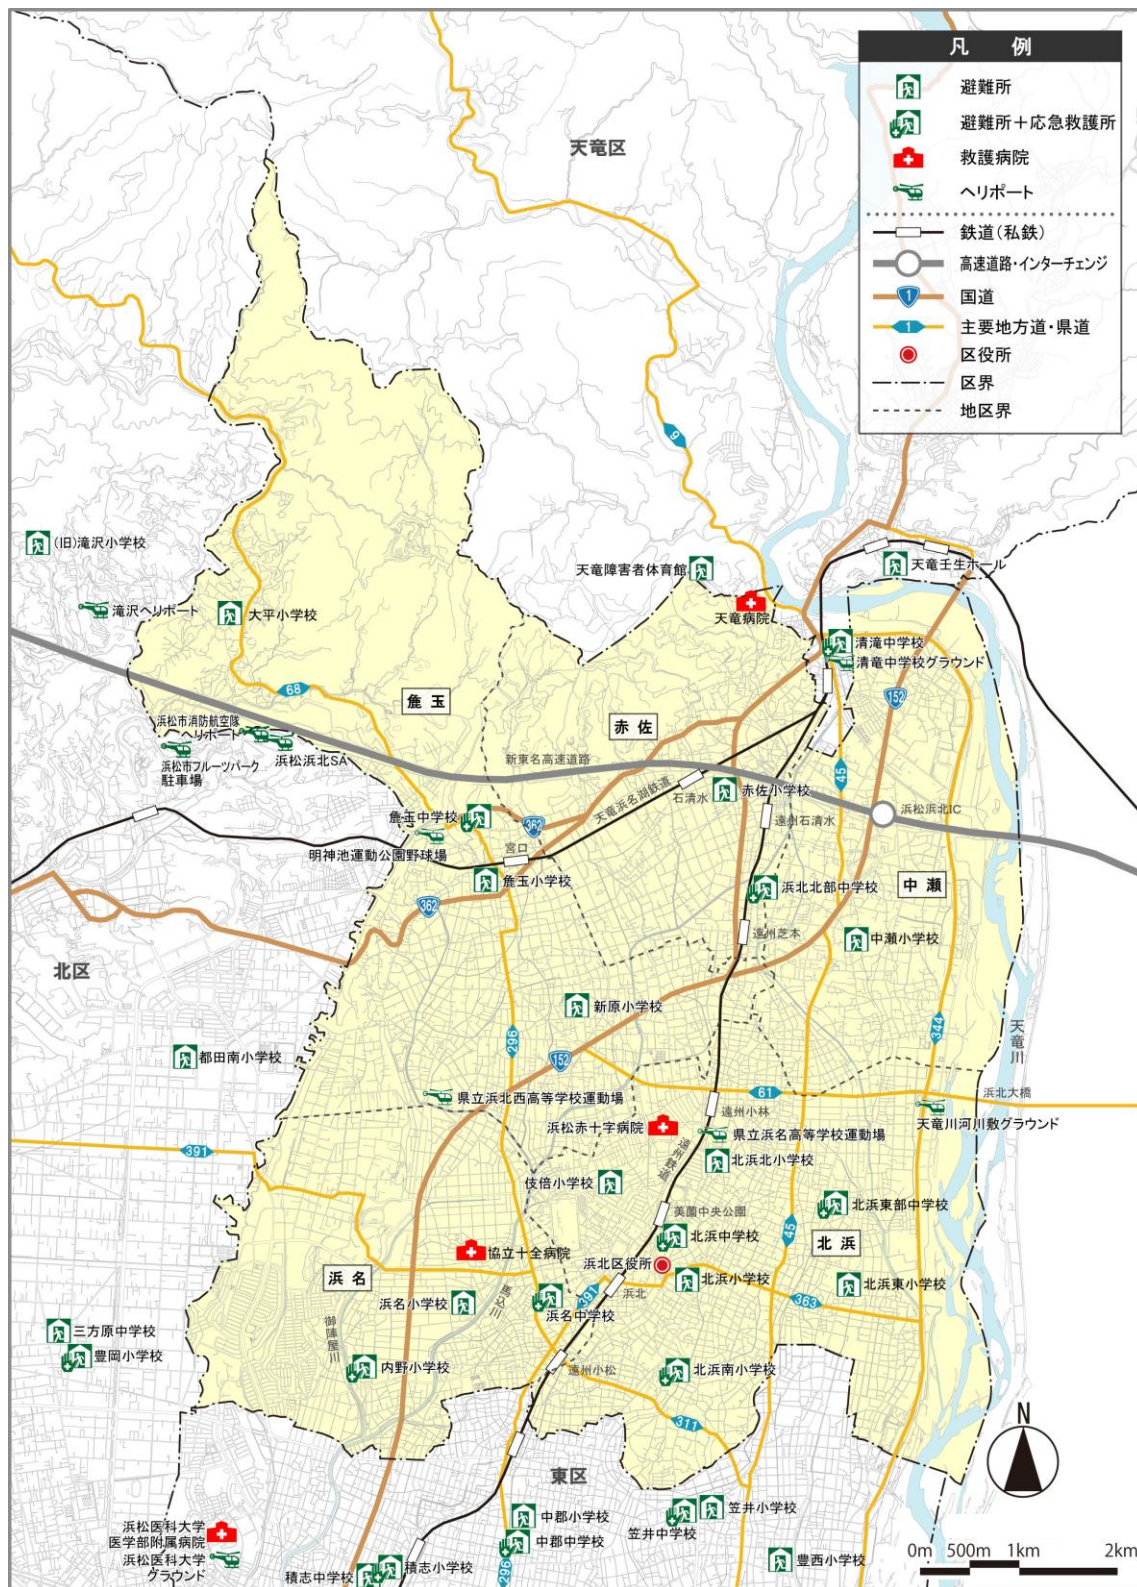 凡 例
避難所
避難所＋応急救護所
救護病院
ヘリポート
鉄道（私鉄）
高速道路・インターチェンジ
1
国道
1
主要地方道・県道
区役所
区界
地区界
天竜区
9
(旧)滝沢小学校
滝沢ヘリポート
大平小学校
天竜障害者体育館
天竜病院
天竜壬生ホール
清滝中学校
清竜中学校グラウンド
68
麁玉
赤佐
152
浜松市消防航空隊
ヘリポート
浜松浜北SA
浜松市フルーツパーク
駐車場
新東名高速道路
天竜浜名湖鉄道
石清水
赤佐小学校
45
遠州石清水
浜松浜北IC
麁玉中学校
明神池運動公園野球場
362
宮口
麁玉小学校
362
浜北北部中学校
中瀬
遠州芝本
中瀬小学校
北区
新原小学校
都田南小学校
296
152
344
天竜川
61
浜北大橋
県立浜北西高等学校運動場
遠州小林
天竜川河川敷グラウンド
浜松赤十字病院
遠州鉄道
県立浜名高等学校運動場
391
北浜北小学校
伎倍小学校
美薗中央公園
北浜東部中学校
北浜中学校
45
北浜
協立十全病院
浜北区役所
浜名
北浜小学校
北浜東小学校
浜名小学校
馬込川
浜名中学校
391
浜北
363
御陣屋川
三方原中学校
豊岡小学校
内野小学校
遠州小松
北浜南小学校
311
N
東区
浜松医科大学
医学部附属病院
浜松医科大学
グラウンド
中郡小学校
中郡中学校
296
笠井小学校
笠井中学校
豊西小学校
積志小学校
積志中学校
0m 500m 1km 2km